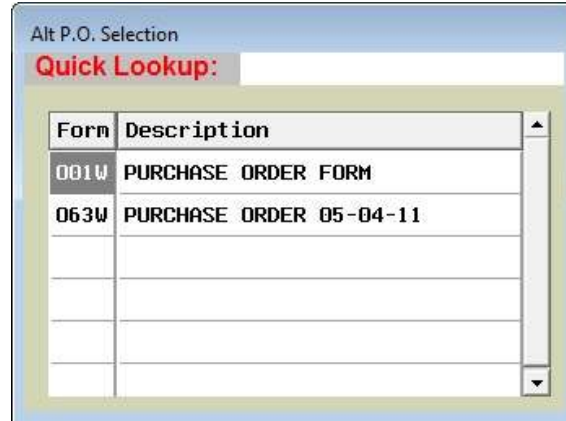 Alt P.O. Selection
Quick Lookup:
Form Description
001W PURCHASE ORDER FORM
063W PURCHASE ORDER 05-04-11